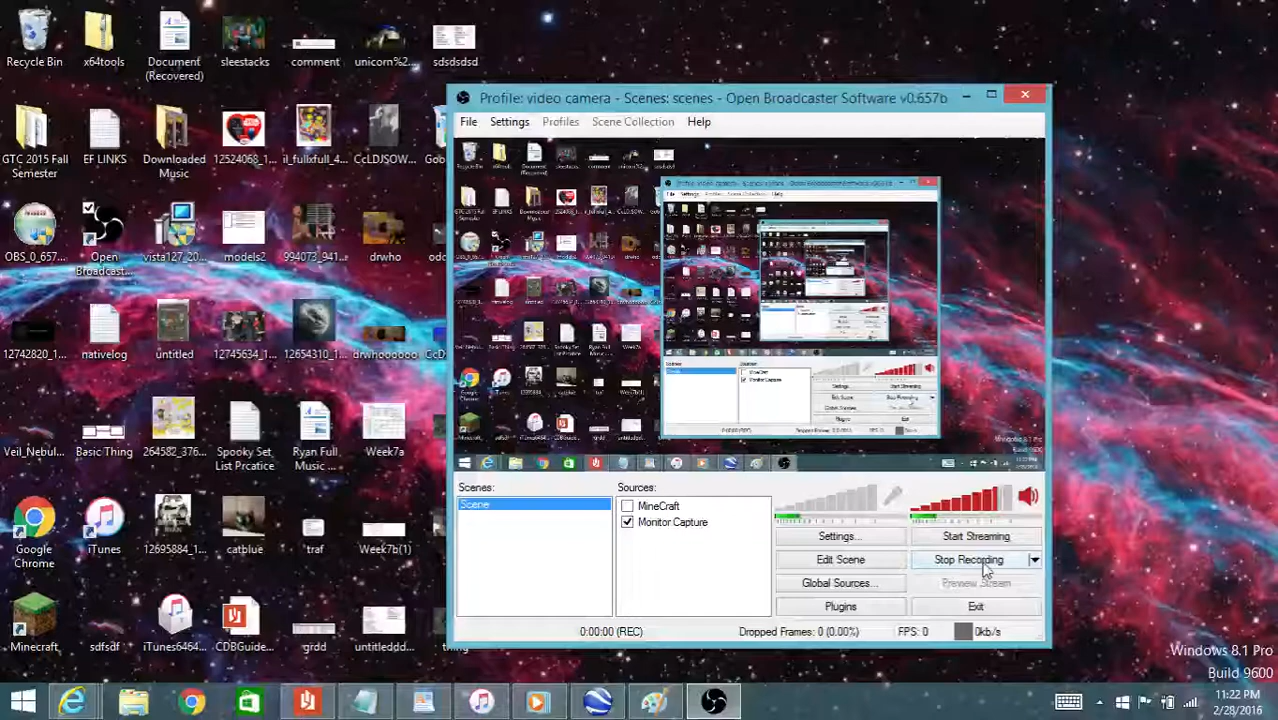 Recycle Bin
x64tools
Document
(Recovered)
sleestacks
comment
unicorn%2...
sdsdsdsd
GTC 2015 Fall
Semester
EF LINKS
Downloaded
Music
12524068_1...
il_fullxfull_4...
CcLDJSOW...
Gob
OBS_0_657...
Open
Broadcast...
vista127_20...
models2
994073_941...
drwho
odd
12742820_1...
nativelog
untitled
12745634_1...
12654310_1...
drwhoooooo
CcD
Veil_Nebul...
Basic Thing
264582_376...
Spooky Set
List Prcatice
Ryan Full
Music ...
Week7a
Google
Chrome
iTunes
12695884_1...
catblue
traf
Week7b(1)
Minecraft
sdfsdf
iTunes6464...
CDBGuide...
grdd
untitleddd...
thing
Profile: video camera - Scenes: scenes - Open Broadcaster Software v0.657b
File Settings Profiles Scene Collection Help
Scenes:
Scene
Sources:
MineCraft
Monitor Capture
Settings...
Start Streaming
Edit Scene
Stop Recording
Global Sources...
Preview Stream
Plugins
Exit
0:00:00 (REC)
Dropped Frames: 0 (0.00%)
FPS: 0
0kb/s
Windows 8.1 Pro
Build 9600
11:22 PM
2/28/2016